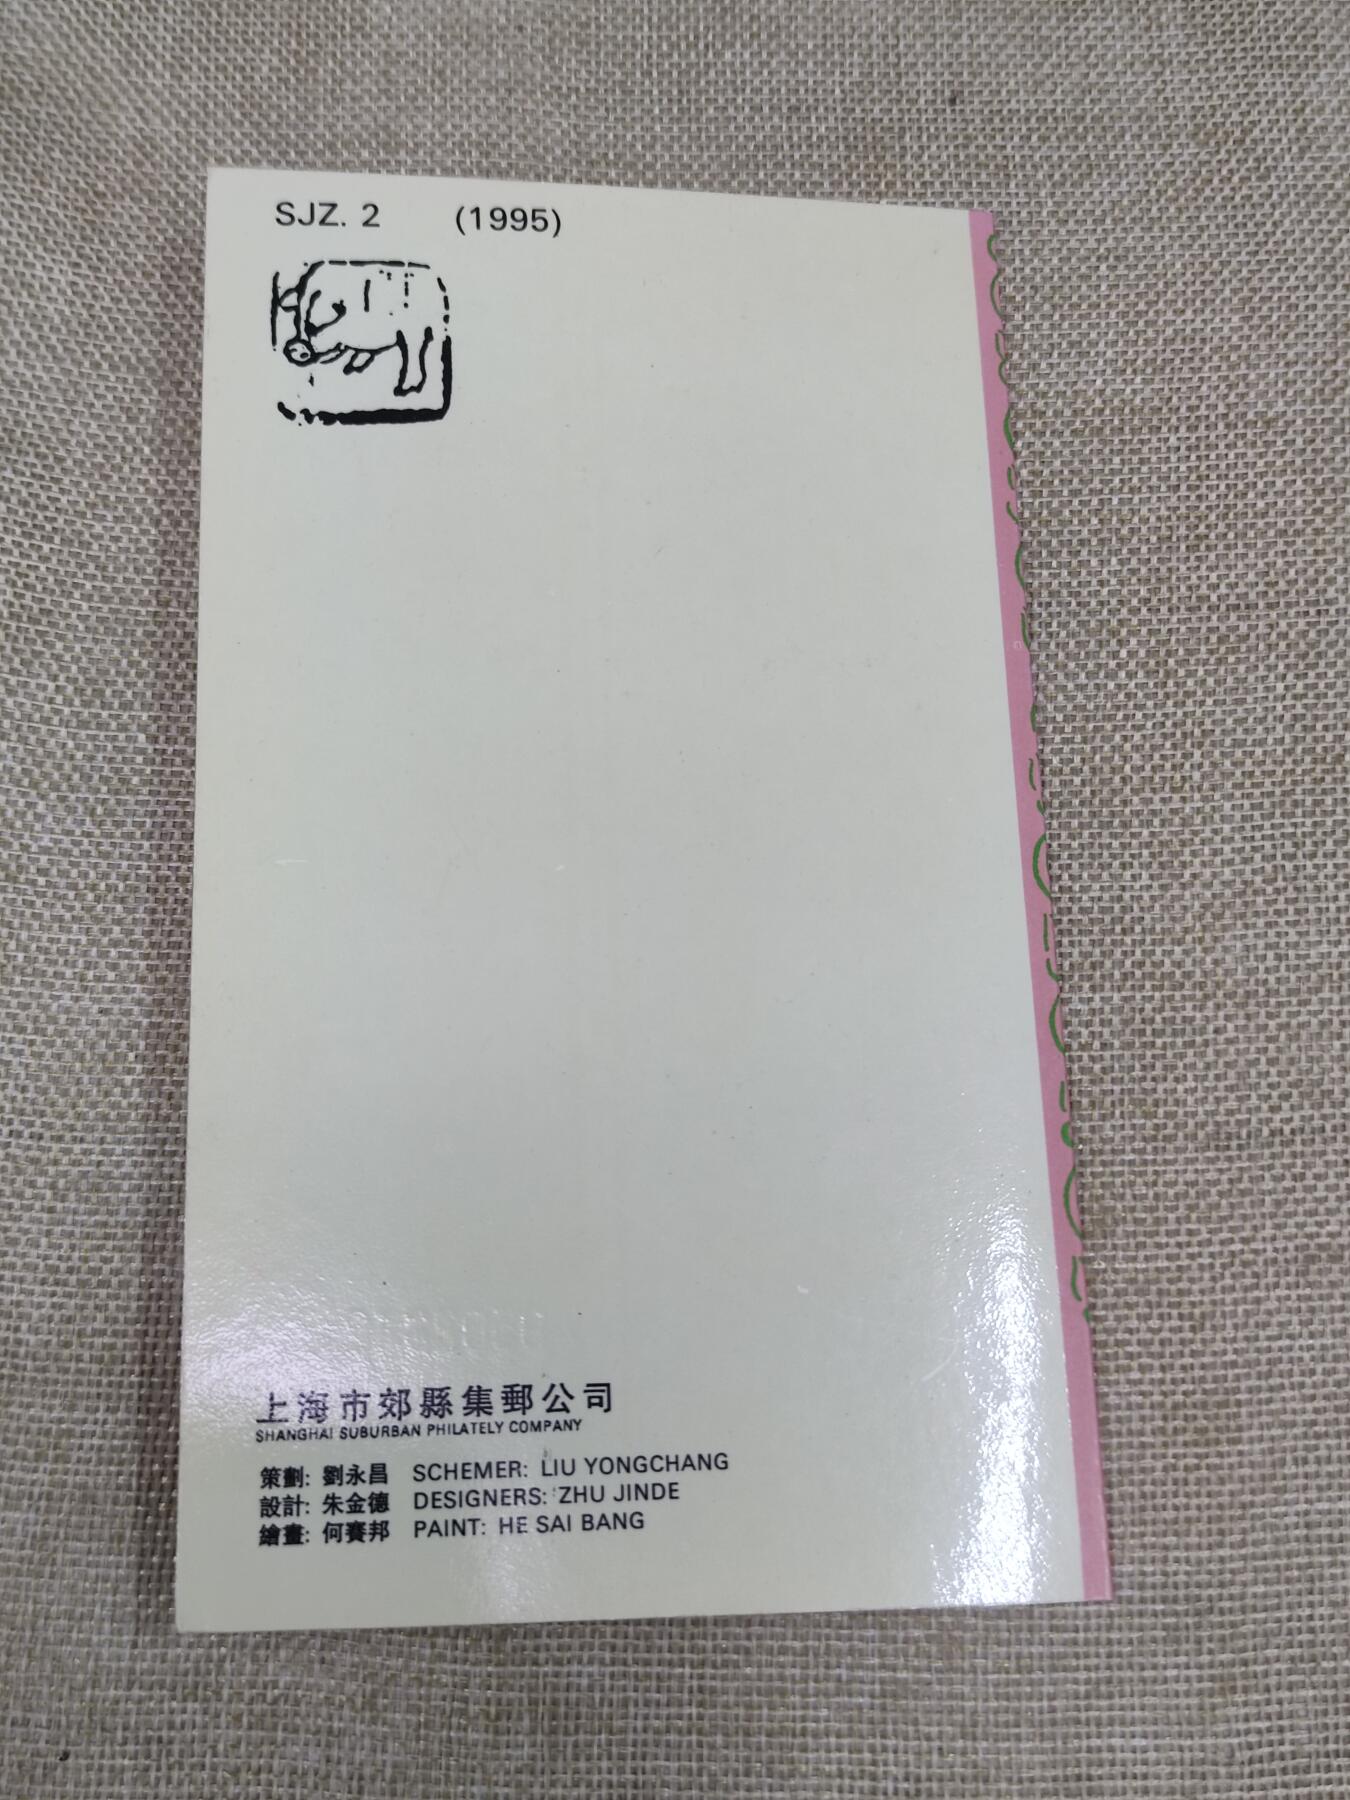 SJZ. 2 (1995)
上海市郊縣集郵公司
SHANGHAI SUBURBAN PHILATELY COMPANY
策劃: 劉永昌 SCHEMER: LIU YONGCHANG
設計: 朱金德 DESIGNERS: ZHU JINDE
繪畫: 何賽邦 PAINT: HE SAI BANG